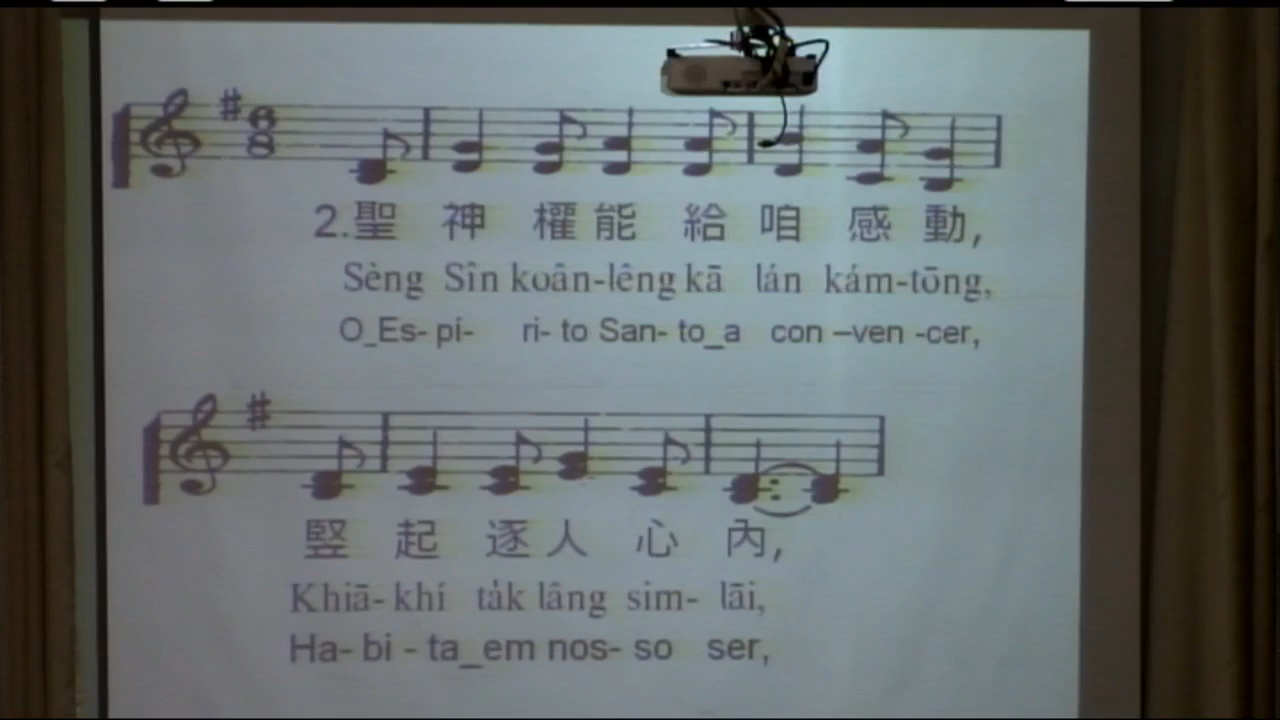 2.聖 神 權 能 給 咱 感 動,
Sèng Sîn koân-lêng kā lán kám-tōng,
O_Es- pí- ri- to San- to_a con –ven -cer,
豎 起 逐 人 心 內,
Khiā- khí ta̍k lâng sim- lāi,
Ha- bi - ta_em nos- so ser,